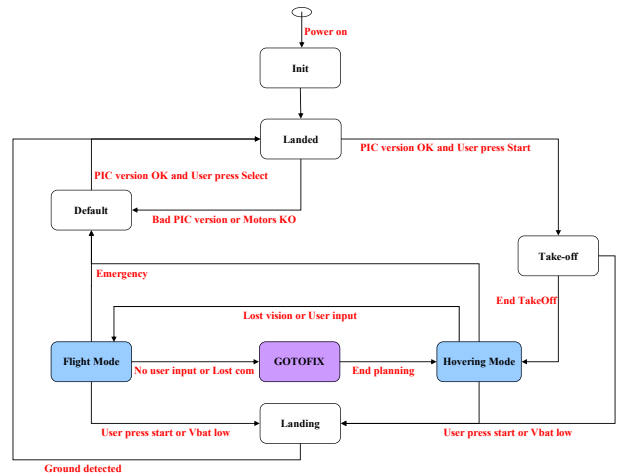 Power on
Init
Landed
PIC version OK and User press Start
PIC version OK and User press Select
Default
Bad PIC version or Motors KO
Take-off
Emergency
End TakeOff
Lost vision or User input
Flight Mode
GOTOFIX
Hovering Mode
No user input or Lost com
End planning
Landing
User press start or Vbat low
User press start or Vbat low
Ground detected